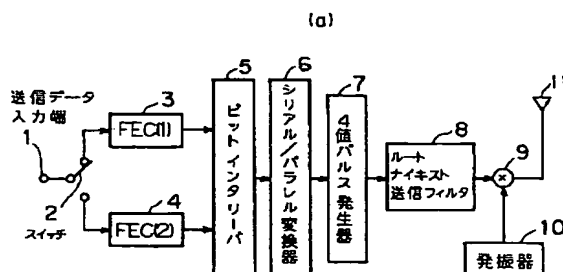 (a)
送信データ
入力端
1
2
スイッチ
3
FEC(1)
4
FEC(2)
5
ビットインタリーバ
6
シリアル/パラレル変換器
7
4値パルス発生器
8
ルート
ナイキスト
送信フィルタ
9
×
10
発振器
11